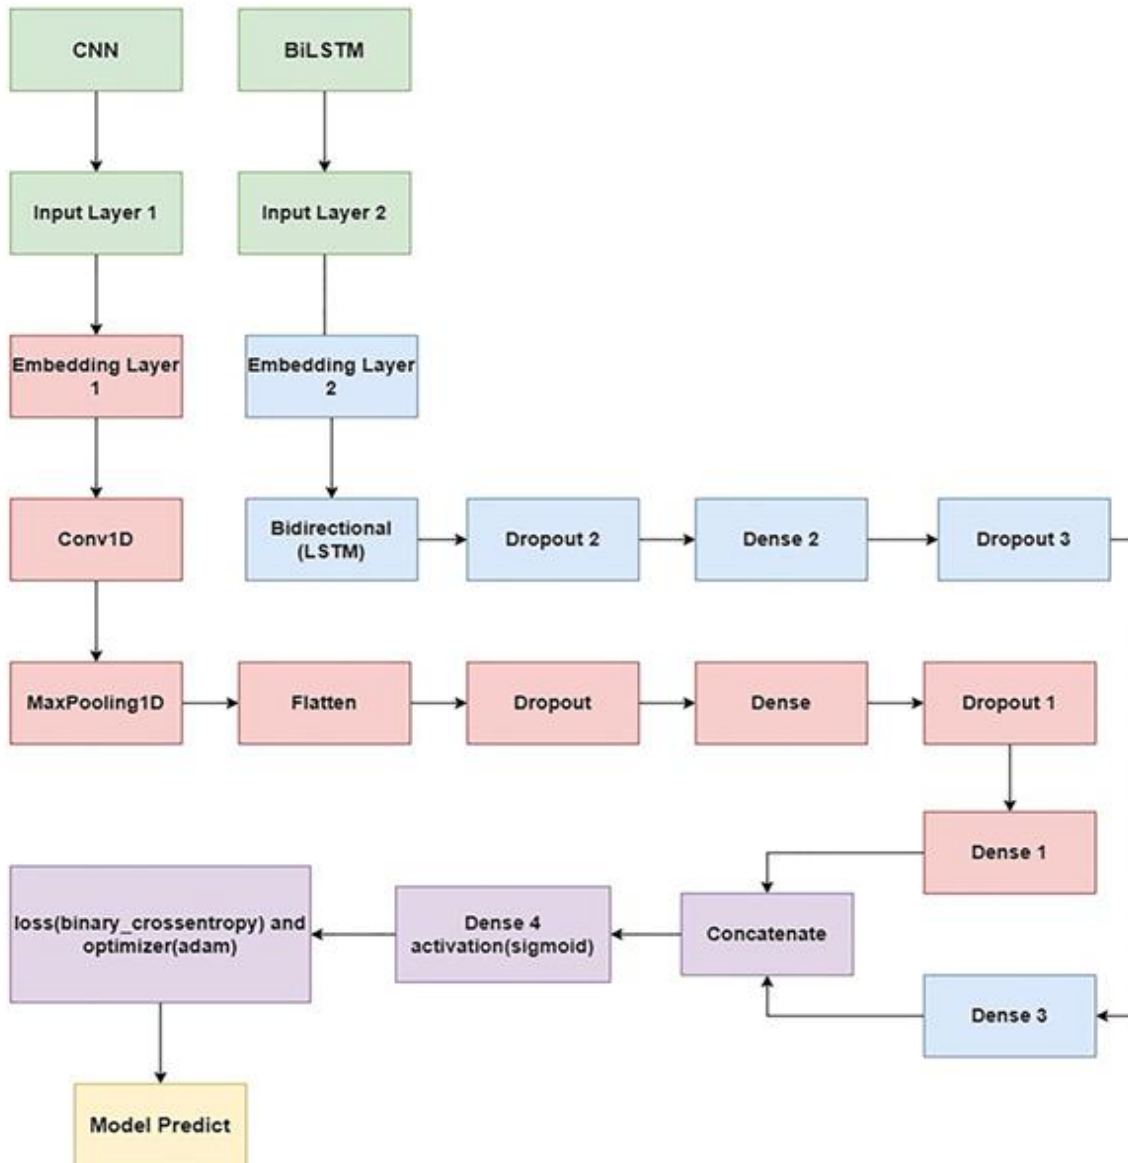 CNN
BiLSTM
Input Layer 1
Input Layer 2
Embedding Layer
1
Embedding Layer
2
Conv1D
Bidirectional
(LSTM)
Dropout 2
Dense 2
Dropout 3
MaxPooling1D
Flatten
Dropout
Dense
Dropout 1
Dense 1
loss(binary_crossentropy) and
optimizer(adam)
Dense 4
activation(sigmoid)
Concatenate
Dense 3
Model Predict